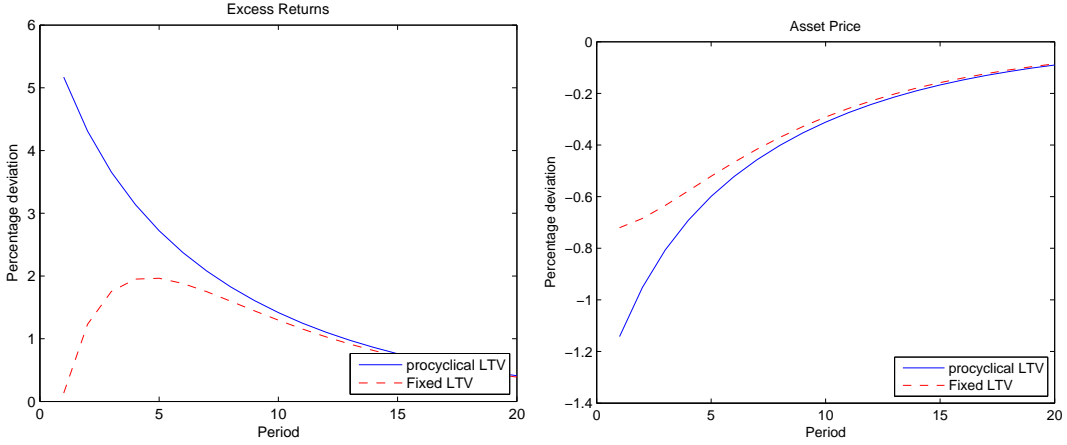 Excess Returns
Percentage deviation
6
5
4
3
2
1
0
0
5
10
15
20
Period
procyclical LTV
Fixed LTV
Asset Price
Percentage deviation
0
−0.2
−0.4
−0.6
−0.8
−1
−1.2
−1.4
0
5
10
15
20
Period
procyclical LTV
Fixed LTV